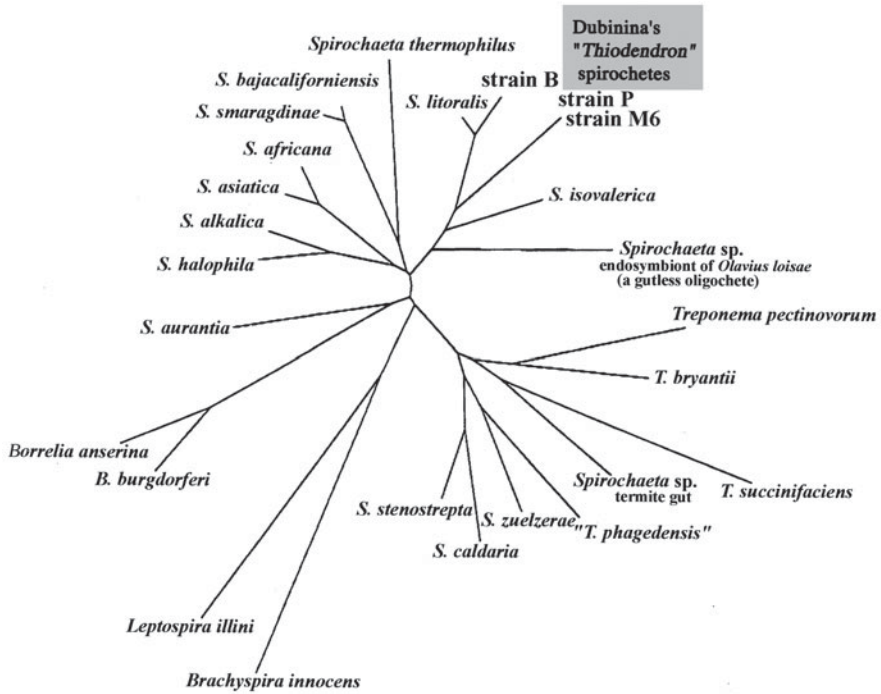 Dubinina's
"Thiodendron"
spirochetes
Spirochaeta thermophilus
S. bajacaliforniensis
strain B
S. litoralis
strain P
S. smaragdinae
strain M6
S. africana
S. asiatica
S. isovalerica
S. alkalica
Spirochaeta sp.
endosymbiont of Olavius loisae
(a gutless oligochete)
S. halophila
Treponema pectinovorum
S. aurantia
T. bryantii
Borrelia anserina
B. burgdorferi
Spirochaeta sp.
termite gut
T. succinifaciens
S. stenostrepta
S. zuelzerae
"T. phagedensis"
S. caldaria
Leptospira illini
Brachyspira innocens